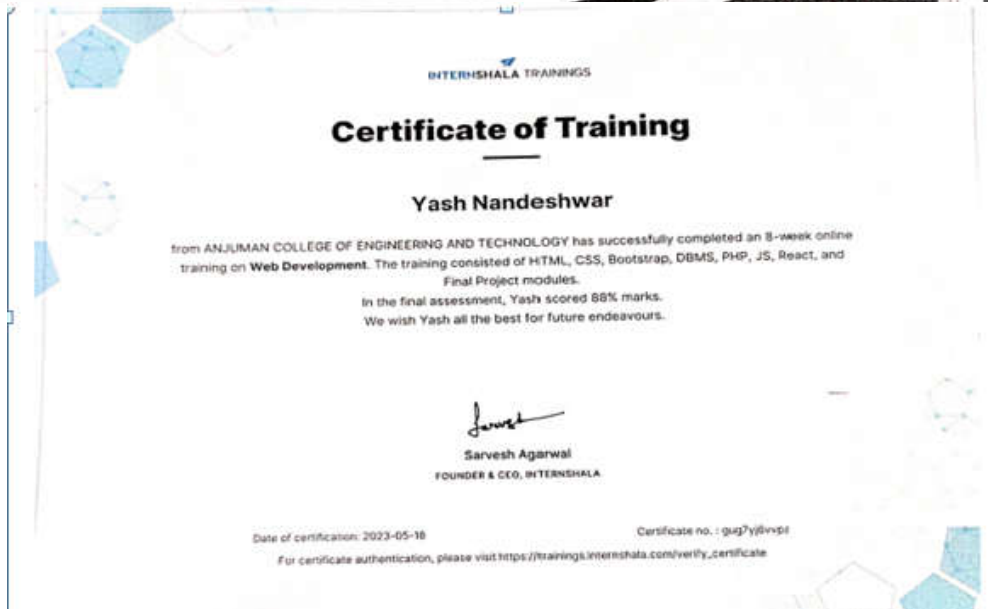 INTERNSHALA TRAININGS
Certificate of Training
Yash Nandeshwar
from ANJUMAN COLLEGE OF ENGINEERING AND TECHNOLOGY has successfully completed an 8-week online
training on Web Development. The training consisted of HTML, CSS, Bootstrap, DBMS, PHP, JS, React, and
Final Project modules.
In the final assessment, Yash scored 88% marks.
We wish Yash all the best for future endeavours.
Sarvesh Agarwal
FOUNDER & CEO, INTERNSHALA
Date of certification: 2023-05-18
Certificate no. :
For certificate authentication, please visit https://trainings.internshala.com/verify_certificate